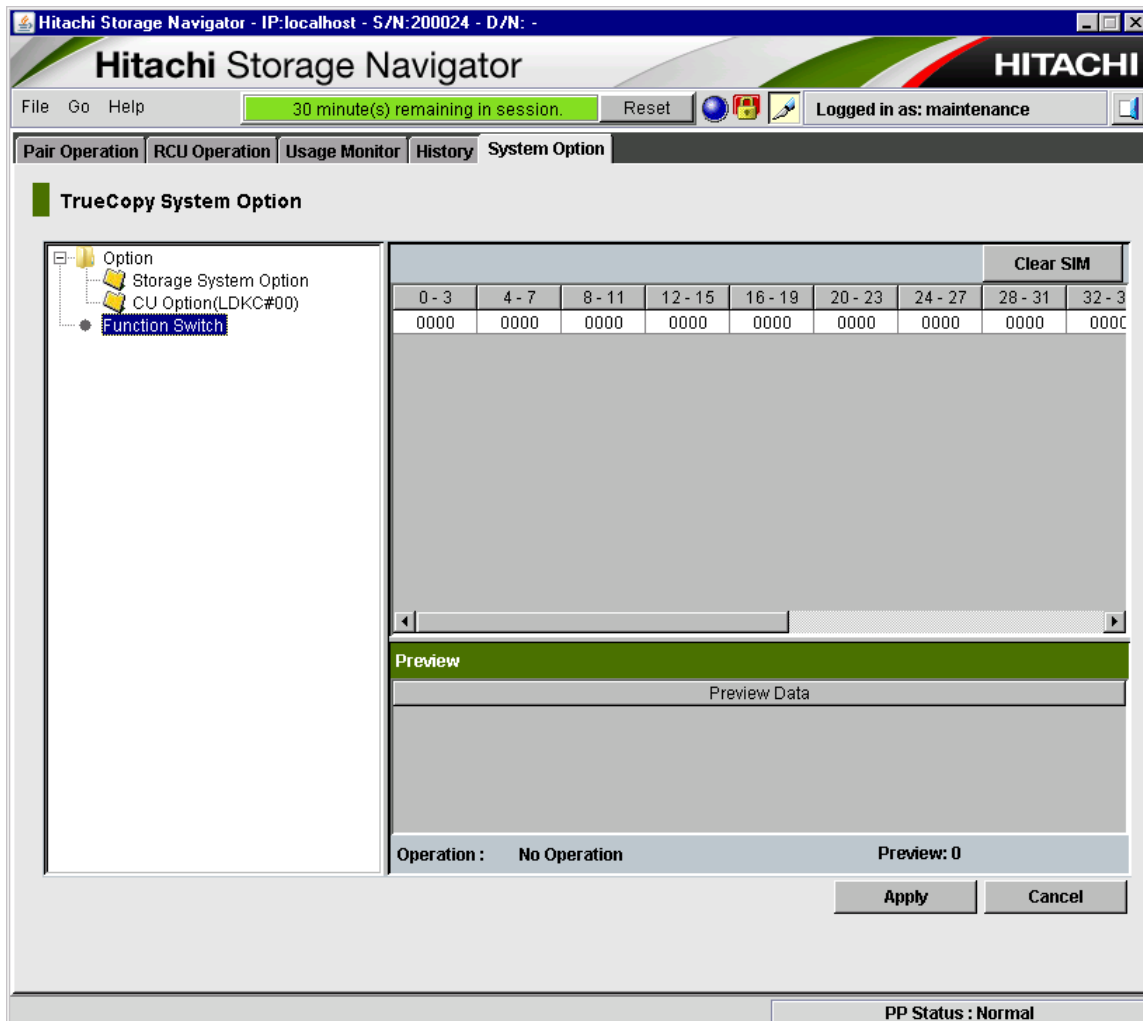 Hitachi Storage Navigator - IP:localhost - S/N:200024 - D/N: -
Hitachi Storage Navigator
HITACHI
File Go Help
30 minute(s) remaining in session.
Reset
Logged in as: maintenance
Pair Operation RCU Operation Usage Monitor History System Option
TrueCopy System Option
Option
Storage System Option
CU Option(LDKC#00)
Function Switch
Clear SIM
0 - 3 4 - 7 8 - 11 12 - 15 16 - 19 20 - 23 24 - 27 28 - 31 32 - 3
0000 0000 0000 0000 0000 0000 0000 0000 000
Preview
Preview Data
Operation : No Operation Preview: 0
Apply Cancel
PP Status : Normal